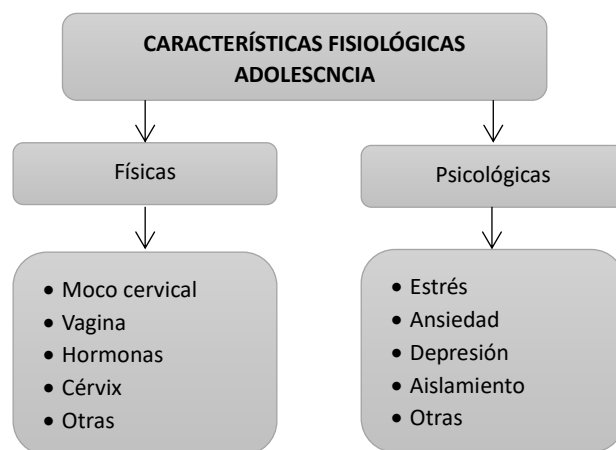 CARACTERÍSTICAS FISIOLÓGICAS
ADOLESCNCIA
Físicas
Psicológicas
• Moco cervical
• Vagina
• Hormonas
• Cérvix
• Otras
• Estrés
• Ansiedad
• Depresión
• Aislamiento
• Otras